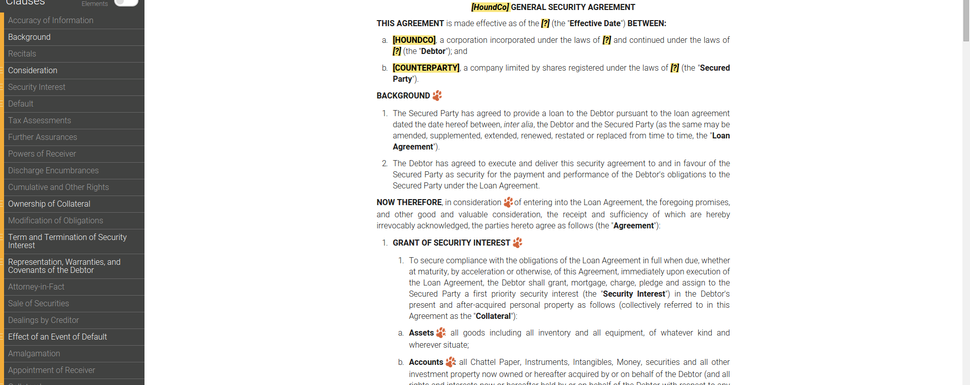 Clauses
Elements
Accuracy of Information
Background
Recitals
Consideration
Security Interest
Default
Tax Assessments
Further Assurances
Powers of Receiver
Discharge Encumbrances
Cumulative and Other Rights
Ownership of Collateral
Modification of Obligations
Term and Termination of Security
Interest
Representation, Warranties, and
Covenants of the Debtor
Attorney-in-Fact
Sale of Securities
Dealings by Creditor
Effect of an Event of Default
Amalgamation
Appointment of Receiver
[HoundCo] GENERAL SECURITY AGREEMENT
THIS AGREEMENT is made effective as of the [?] (the "Effective Date") BETWEEN:
a. [HOUNDCO], a corporation incorporated under the laws of [?] and continued under the laws of
[?] (the "Debtor"); and
b. [COUNTERPARTY], a company limited by shares registered under the laws of [?] (the "Secured
Party").
BACKGROUND
1. The Secured Party has agreed to provide a loan to the Debtor pursuant to the loan agreement
dated the date hereof between, inter alia, the Debtor and the Secured Party (as the same may be
amended, supplemented, extended, renewed, restated or replaced from time to time, the "Loan
Agreement").
2. The Debtor has agreed to execute and deliver this security agreement to and in favour of the
Secured Party as security for the payment and performance of the Debtor's obligations to the
Secured Party under the Loan Agreement.
NOW THEREFORE, in consideration of entering into the Loan Agreement, the foregoing promises,
and other good and valuable consideration, the receipt and sufficiency of which are hereby
irrevocably acknowledged, the parties hereto agree as follows (the "Agreement"):
1. GRANT OF SECURITY INTEREST
1. To secure compliance with the obligations of the Loan Agreement in full when due, whether
at maturity, by acceleration or otherwise, of this Agreement, immediately upon execution of
the Loan Agreement, the Debtor shall grant, mortgage, charge, pledge and assign to the
Secured Party a first priority security interest (the "Security Interest") in the Debtor's
present and after-acquired personal property as follows (collectively referred to in this
Agreement as the "Collateral"):
a. Assets all goods including all inventory and all equipment, of whatever kind and
wherever situate;
b. Accounts all Chattel Paper, Instruments, Intangibles, Money, securities and all other
investment property now owned or hereafter acquired by or on behalf of the Debtor (and all